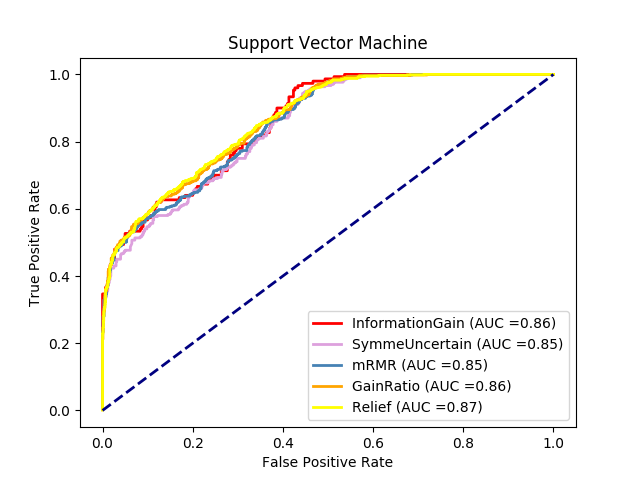 Support Vector Machine
True Positive Rate
1.0
0.8
0.6
0.4
0.2
0.0
InformationGain (AUC =0.86)
SymmeUncertain (AUC =0.85)
mRMR (AUC =0.85)
GainRatio (AUC =0.86)
Relief (AUC =0.87)
0.0 0.2 0.4 0.6 0.8 1.0
False Positive Rate